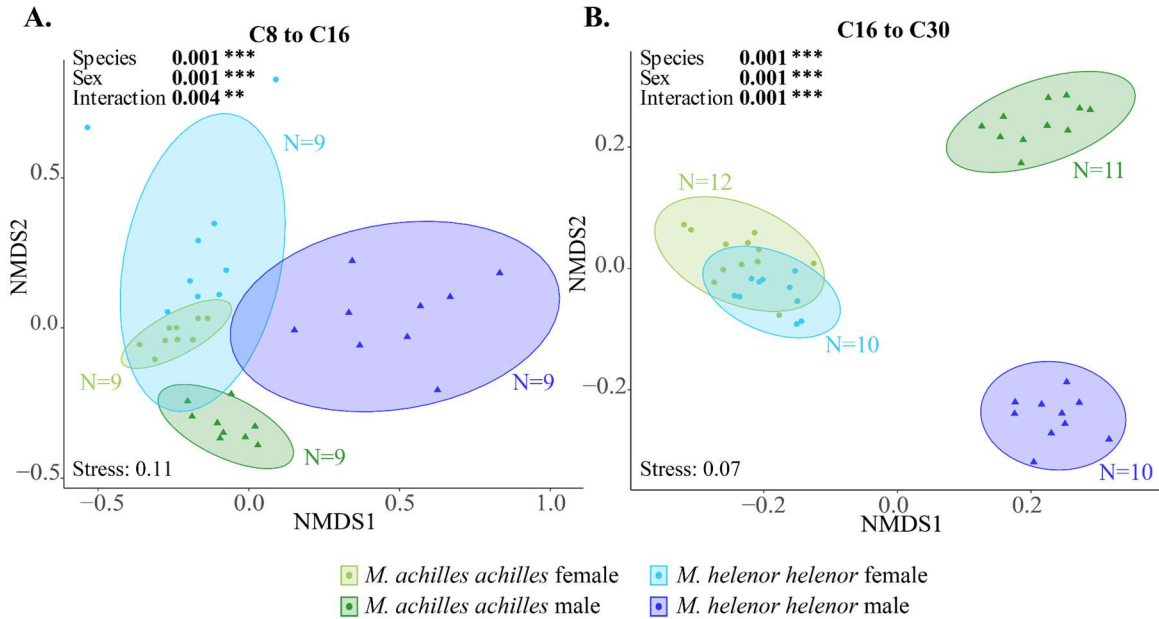 A.
C8 to C16
Species 0.001 ***
Sex 0.001 ***
Interaction 0.004 **
N=9
N=9
N=9
N=9
Stress: 0.11
NMDS2
0.5
0.0
−0.5
−0.5 0.0 0.5 1.0
NMDS1
B.
C16 to C30
Species 0.001 ***
Sex 0.001 ***
Interaction 0.001 ***
N=11
N=12
N=10
N=10
Stress: 0.07
NMDS2
0.2
0.0
−0.2
−0.2 0.0 0.2
NMDS1
M. achilles achilles female
M. helenor helenor female
M. achilles achilles male
M. helenor helenor male